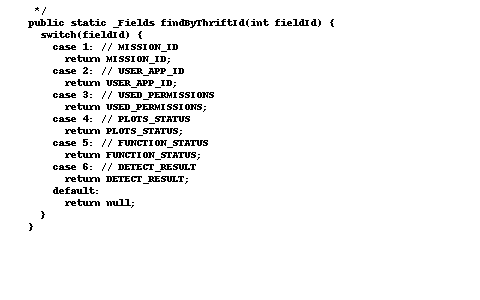 */
public static _Fields findByThriftId(int fieldId) {
switch(fieldId) {
case 1: // MISSION_ID
return MISSION_ID;
case 2: // USER_APP_ID
return USER_APP_ID;
case 3: // USED_PERMISSIONS
return USED_PERMISSIONS;
case 4: // PLOTS_STATUS
return PLOTS_STATUS;
case 5: // FUNCTION_STATUS
return FUNCTION_STATUS;
case 6: // DETECT_RESULT
return DETECT_RESULT;
default:
return null;
}
}